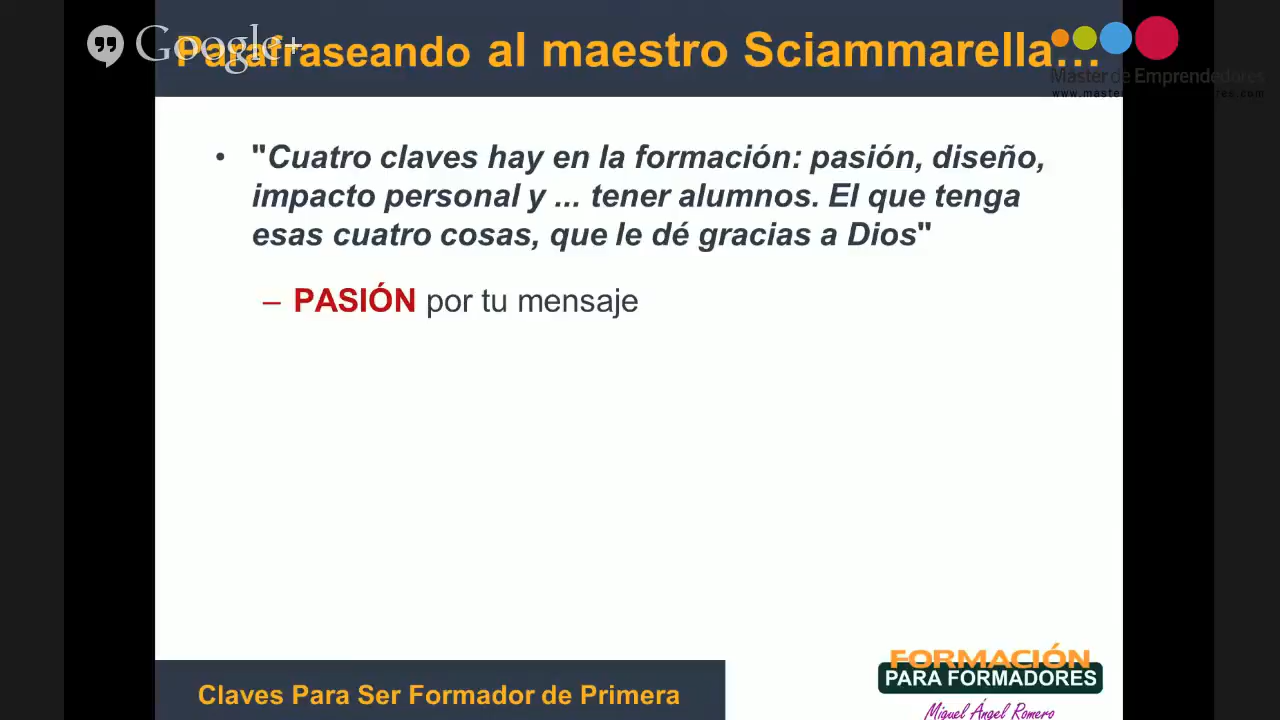 Google+
Parafraseando al maestro Sciammarella...
Máster de Emprendedores
• "Cuatro claves hay en la formación: pasión, diseño,
impacto personal y ... tener alumnos. El que tenga
esas cuatro cosas, que le dé gracias a Dios"
– PASIÓN por tu mensaje
Claves Para Ser Formador de Primera
FORMACIÓN
PARA FORMADORES
Miguel Ángel Romero